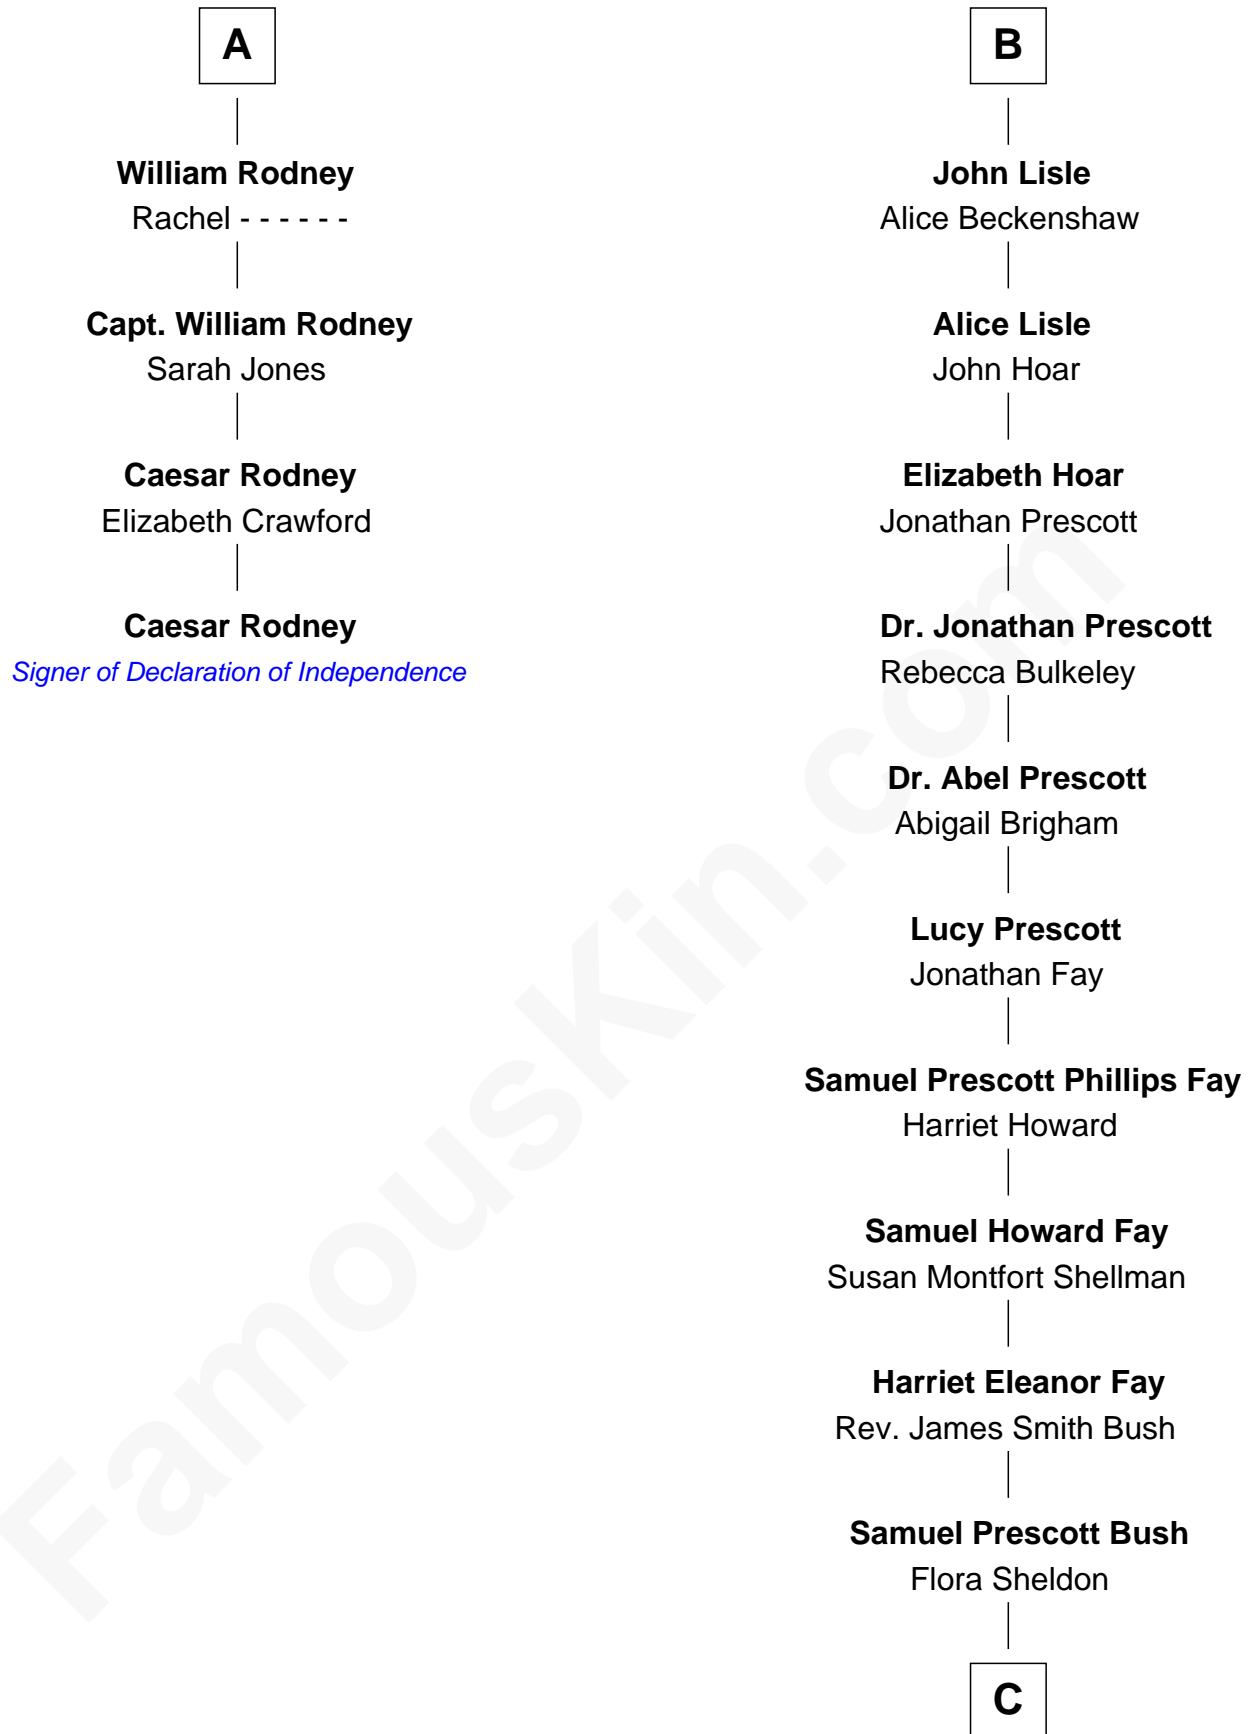 A
William Rodney
Rachel - - - - - -
Capt. William Rodney
Sarah Jones
Caesar Rodney
Elizabeth Crawford
Caesar Rodney
Signer of Declaration of Independence
B
John Lisle
Alice Beckenshaw
Alice Lisle
John Hoar
Elizabeth Hoar
Jonathan Prescott
Dr. Jonathan Prescott
Rebecca Bulkeley
Dr. Abel Prescott
Abigail Brigham
Lucy Prescott
Jonathan Fay
Samuel Prescott Phillips Fay
Harriet Howard
Samuel Howard Fay
Susan Montfort Shellman
Harriet Eleanor Fay
Rev. James Smith Bush
Samuel Prescott Bush
Flora Sheldon
C
FamousKin.com